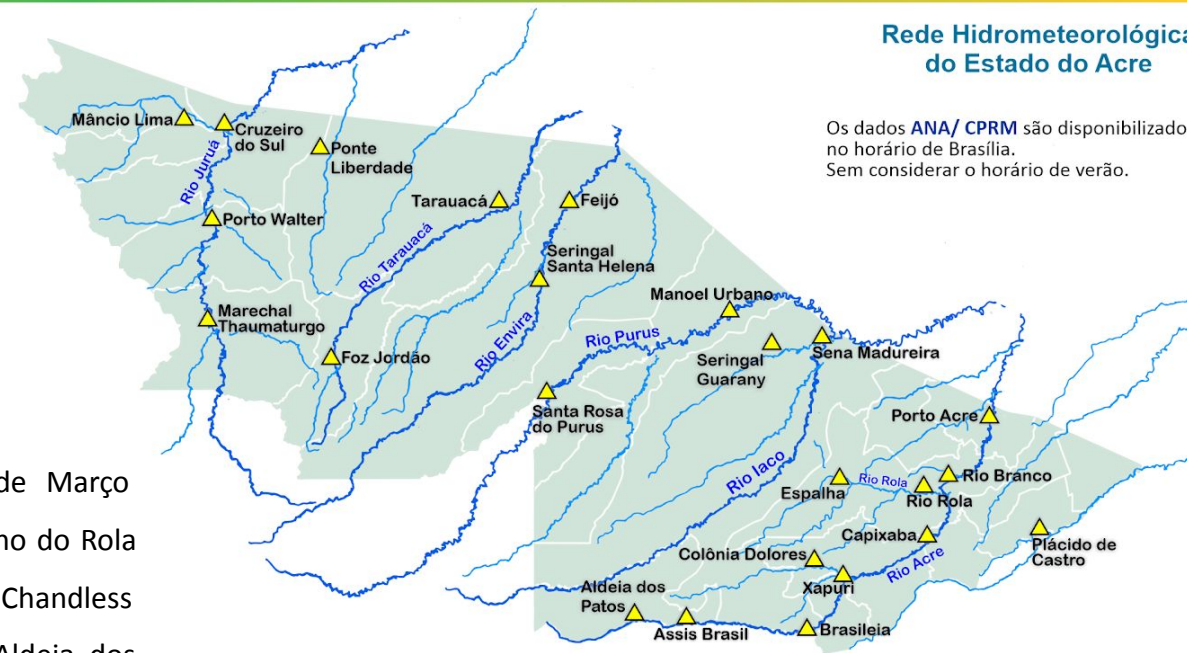 Rede Hidrometeorológica
do Estado do Acre
Os dados ANA/ CPRM são disponibilizado
no horário de Brasília.
Sem considerar o horário de verão.
Mâncio Lima
Cruzeiro
do Sul
Ponte
Liberdade
Rio Juruá
Porto Walter
Tarauacá
Feijó
Rio Tarauacá
Seringal
Santa Helena
Marechal
Thaumaturgo
Foz Jordão
Rio Envira
Manoel Urbano
Rio Purus
Seringal
Guarany
Sena Madureira
Santa Rosa
do Purus
Porto Acre
Rio Iaco
Espalha
Rio Rola
Rio Rola
Rio Branco
Capixaba
Plácido de
Castro
Colônia Dolores
Rio Acre
Xapuri
Aldeia dos
Patos
Assis Brasil
Brasileia
de Março
no do Rola
Chandless
Aldeia dos